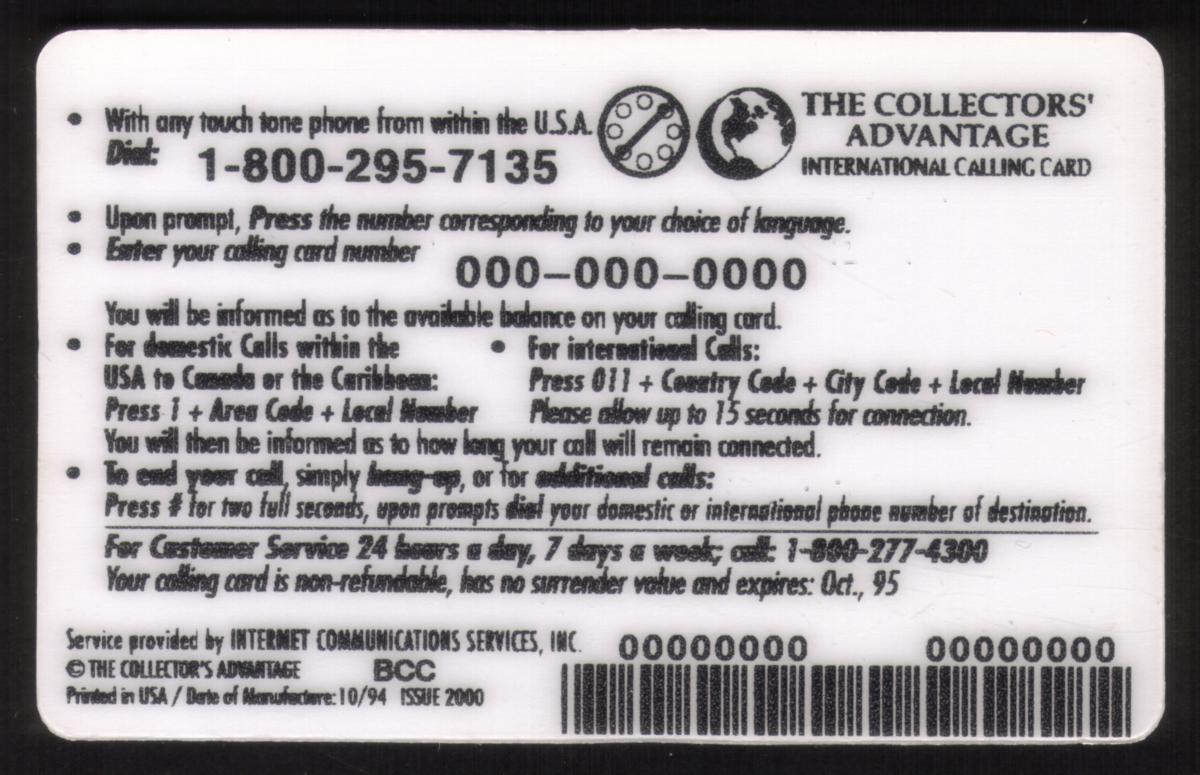 • With any touch tone phone from within the U.S.A.
Dial: 1-800-295-7135
THE COLLECTORS'
ADVANTAGE
INTERNATIONAL CALLING CARD
• Upon prompt, Press the number corresponding to your choice of language.
• Enter your calling card number
000-000-0000
You will be informed as to the available balance on your calling card.
• For domestic Calls within the
USA to Canada or the Caribbean:
Press 1 + Area Code + Local Number
• For international Calls:
Press 011 + Country Code + City Code + Local Number
Please allow up to 15 seconds for connection.
You will then be informed as to how long your call will remain connected.
• To end your call, simply hang-up, or for additional calls:
Press # for two full seconds, upon prompts dial your domestic or international phone number of destination.
For Customer Service 24 hours a day, 7 days a week; call: 1-800-277-4300
Your calling card is non-refundable, has no surrender value and expires: Oct., 95
Service provided by INTERMET COMMUNICATIONS SERVICES, INC.
© THE COLLECTOR'S ADVANTAGE BCC
Printed in USA / Date of Manufacture: 10/94 ISSUE 2000
00000000 00000000